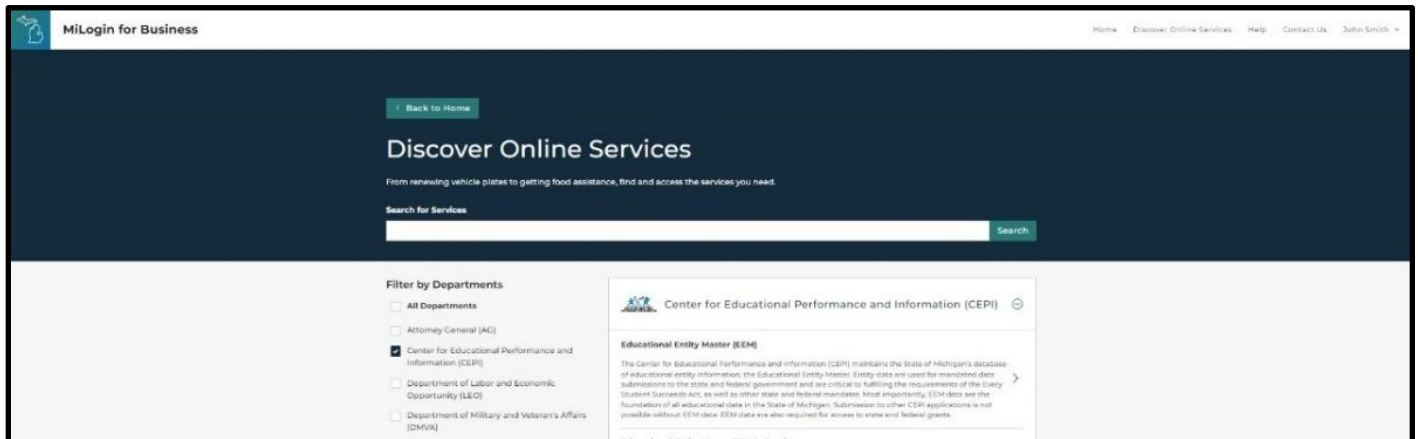 MiLogin for Business
Home Discover Online Services Help Contact Us John Smith
Back to Home
Discover Online Services
From renewing vehicle plates to getting food assistance, find and access the services you need.
Search for Services
Search
Filter by Departments
All Departments
Attorney General (AG)
Center for Educational Performance and
Information (CEPI)
Department of Labor and Economic
Opportunity (LEO)
Department of Military and Veteran's Affairs
(DMVA)
Center for Educational Performance and Information (CEPI)
Educational Entity Master (EEM)
The Center for Educational Performance and Information (CEPI) maintains the State of Michigan's database
of educational entity information, the Educational Entity Master. Entity data are used for mandated data
submissions to the state and federal government and are critical to fulfilling the requirements of the Every
Student Succeeds Act, as well as other state and federal mandates. Most importantly, EEM data are the
foundation of all educational data in the State of Michigan. Submission to other CEPI applications is not
possible without EEM data. EEM data are also required for access to state and federal grants.